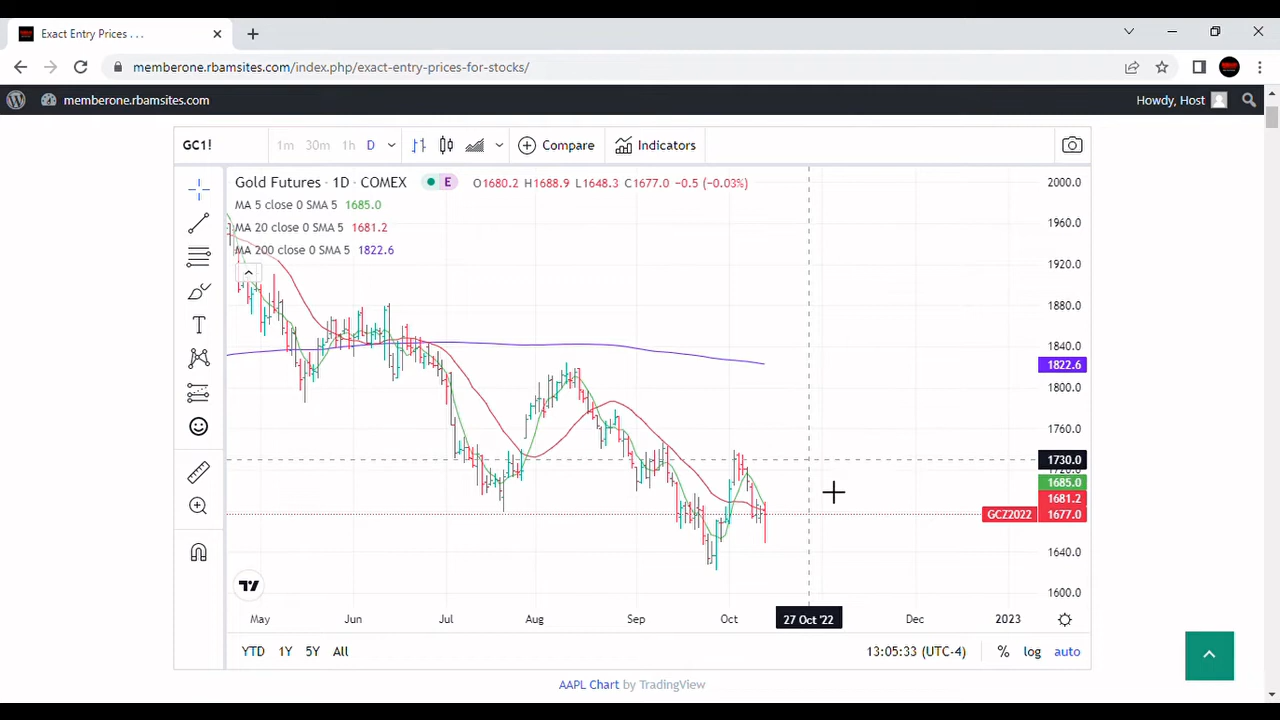 Exact Entry Prices . . .
memberone.rbamsites.com/index.php/exact-entry-prices-for-stocks/
memberone.rbamsites.com
Howdy, Host
GC1!
1m 30m 1h D
Compare
Indicators
Gold Futures · 1D · COMEX
E
O1680.2 H1688.9 L1648.3 C1677.0 -0.5 (-0.03%)
MA 5 close 0 SMA 5 1685.0
MA 20 close 0 SMA 5 1681.2
MA 200 close 0 SMA 5 1822.6
2000.0
1960.0
1920.0
1880.0
1840.0
1822.6
1800.0
1760.0
1730.0
1720.0
1685.0
1681.2
GCZ2022 1677.0
1640.0
1600.0
May Jun Jul Aug Sep Oct 27 Oct '22 Dec 2023
YTD 1Y 5Y All
13:05:33 (UTC-4) % log auto
AAPL Chart by TradingView